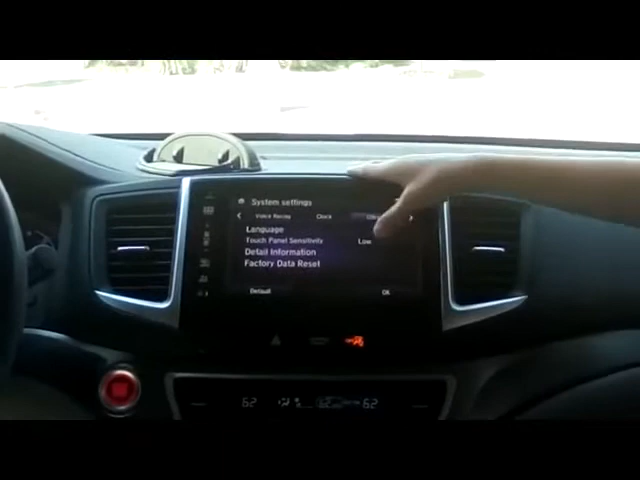 System settings
Voice Recog Clock Others
Language
Touch Panel Sensitivity Low
Detail Information
Factory Data Reset
Default OK
62 62